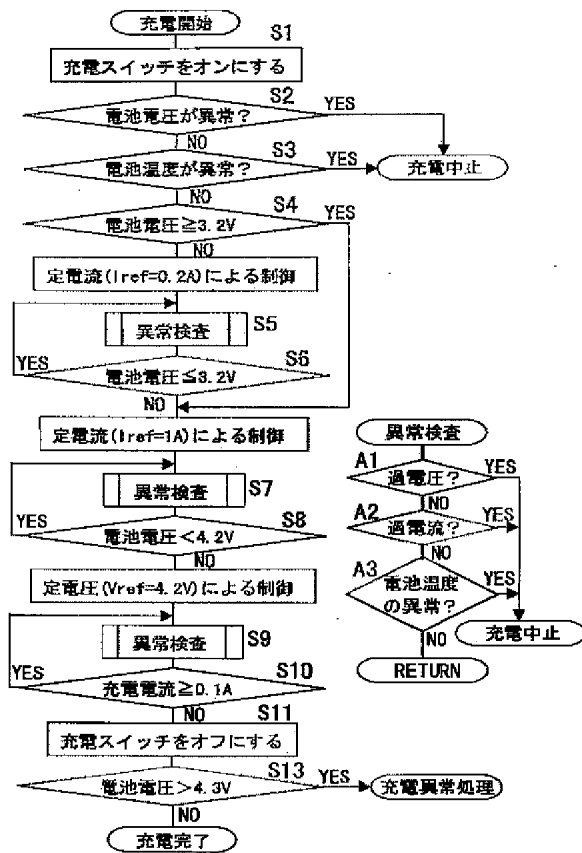 充電開始
S1
充電スイッチをオンにする
S2
電池電圧が異常?
YES
NO
S3
電池温度が異常?
YES
充電中止
NO
S4
電池電圧≧3.2V
YES
NO
定電流(Iref=0.2A)による制御
異常検査
S5
S6
YES
電池電圧≦3.2V
NO
定電流(Iref=1A)による制御
異常検査
S7
YES
S8
電池電圧<4.2V
NO
定電圧(Vref=4.2V)による制御
異常検査
S9
S10
YES
充電電流≧0.1A
NO
S11
充電スイッチをオフにする
S13
電池電圧>4.3V
YES
充電異常処理
NO
充電完了
異常検査
A1
過電圧?
YES
NO
A2
過電流?
YES
NO
A3
電池温度
の異常?
YES
充電中止
NO
RETURN